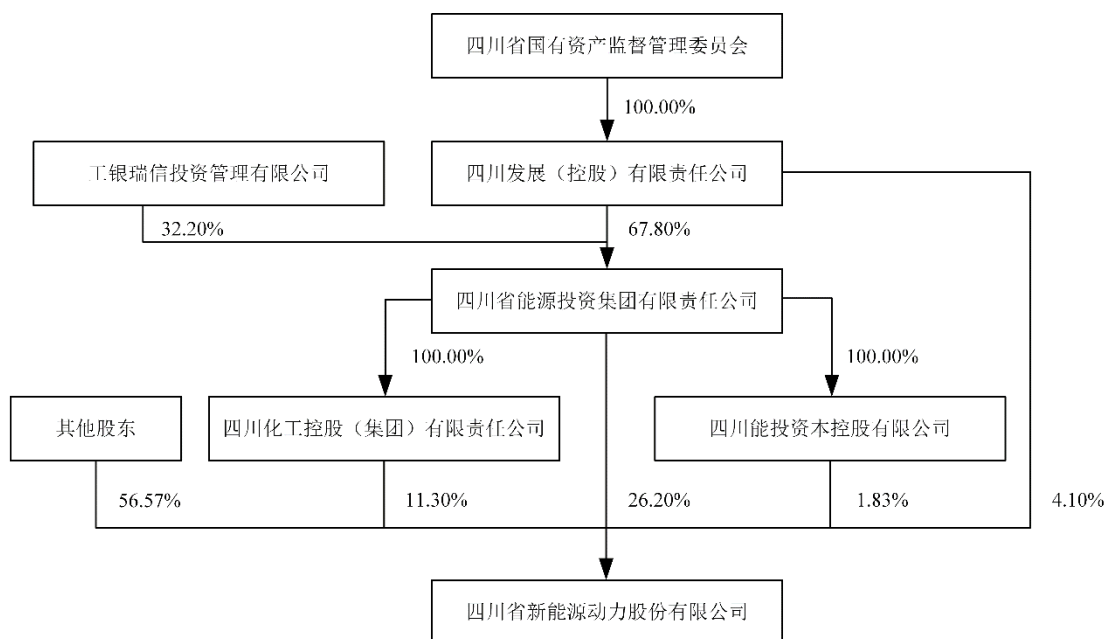 四川省国有资产监督管理委员会
100.00%
工银瑞信投资管理有限公司
四川发展（控股）有限责任公司
32.20%
67.80%
四川省能源投资集团有限责任公司
100.00%
100.00%
其他股东
四川化工控股（集团）有限责任公司
四川能投资本控股有限公司
56.57%
11.30%
26.20%
1.83%
4.10%
四川省新能源动力股份有限公司